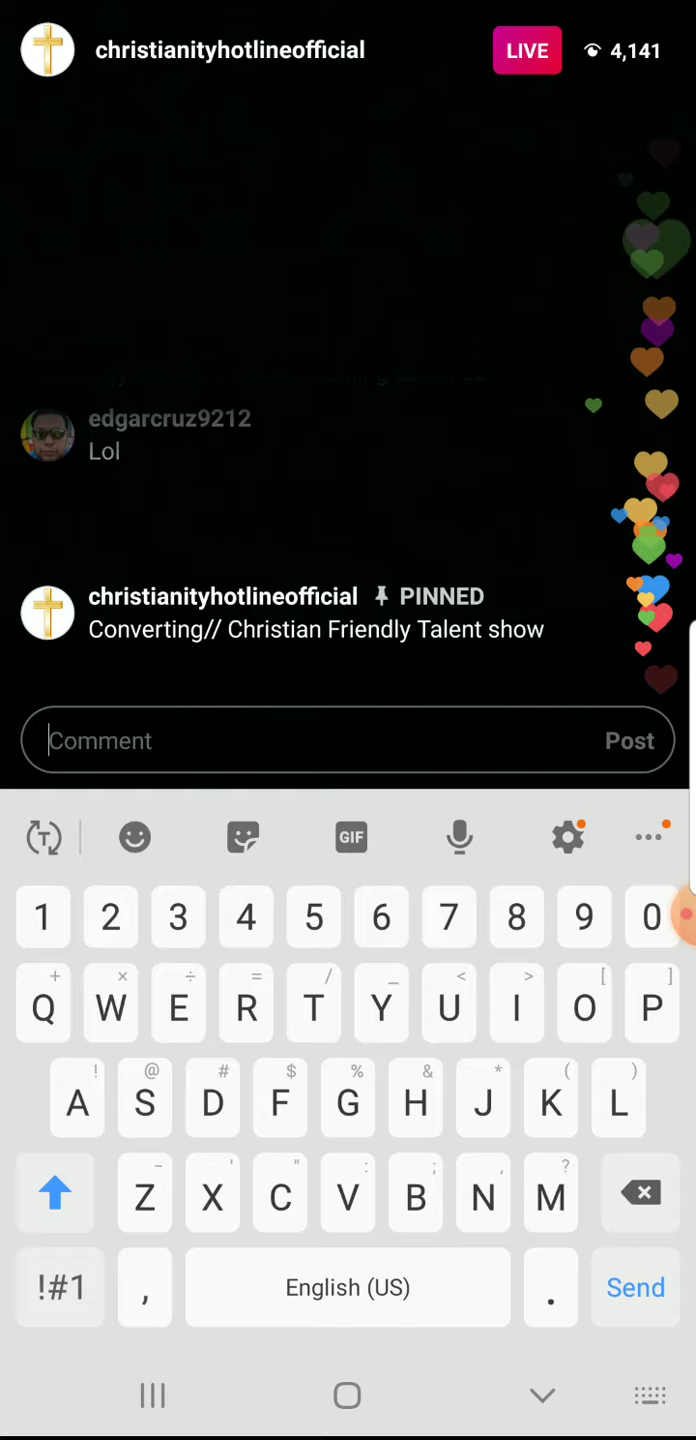 christianityhotlineofficial LIVE 4,141
edgarcruz9212
Lol
christianityhotlineofficial PINNED
Converting// Christian Friendly Talent show
Comment Post
T GIF
1 2 3 4 5 6 7 8 9 0
+ × ÷ = / _ < > [ ]
Q W E R T Y U I O P
! @ # $ % & * ( )
A S D F G H J K L
- ' " : ; , ?
Z X C V B N M
!#1 , English (US) . Send